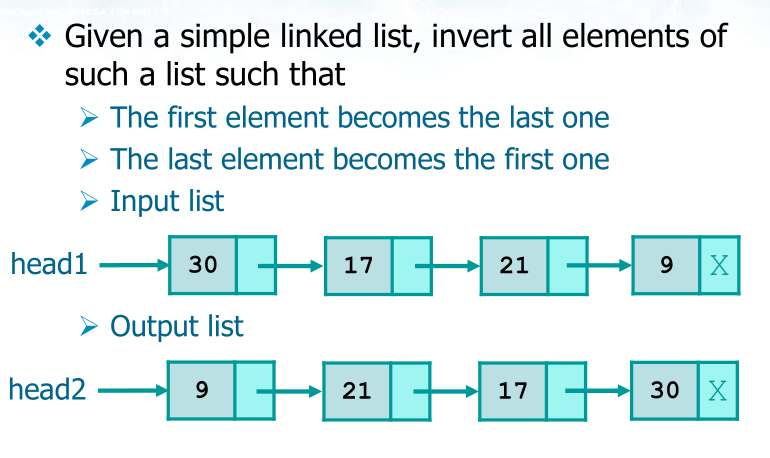 Given a simple linked list, invert all elements of
such a list such that
The first element becomes the last one
The last element becomes the first one
Input list
head1 30 17 21 9 X
Output list
head2 9 21 17 30 X